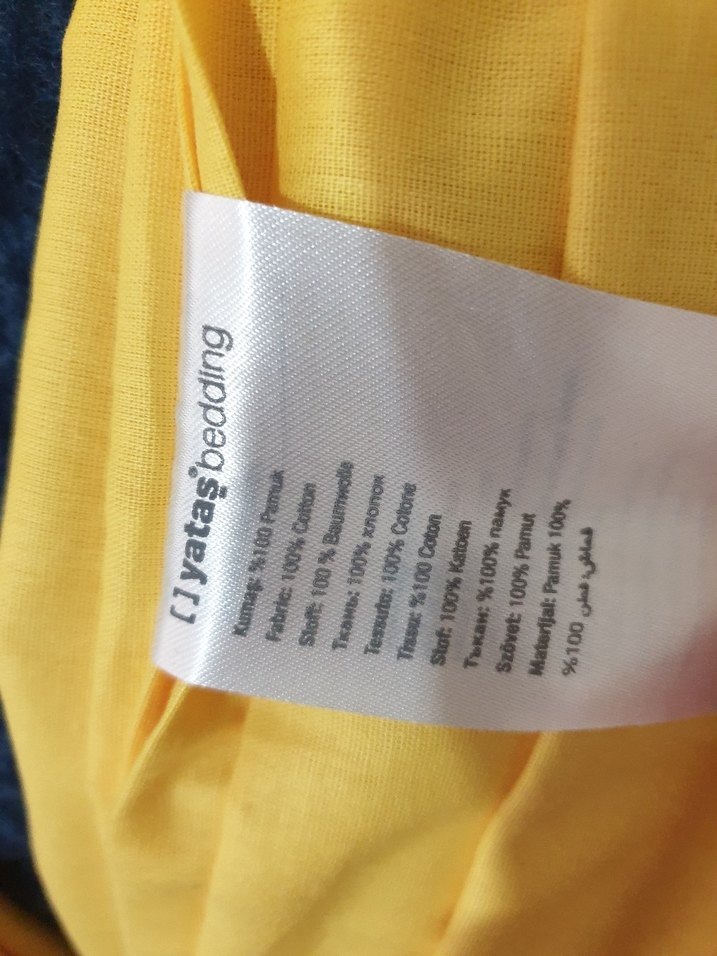 [ ] yataş® bedding
Kumaş: %100 Pamuk
Fabric: 100% Cotton
Stoff: 100 % Baumwolle
Ткань: 100% хлопок
Tessuto: 100% Cotone
Tissu: %100 Coton
Stof: 100% Katoen
Тъкан: %100% памук
Szövet: 100% Pamut
Materijal: Pamuk 100%
%100 قماش: قطن